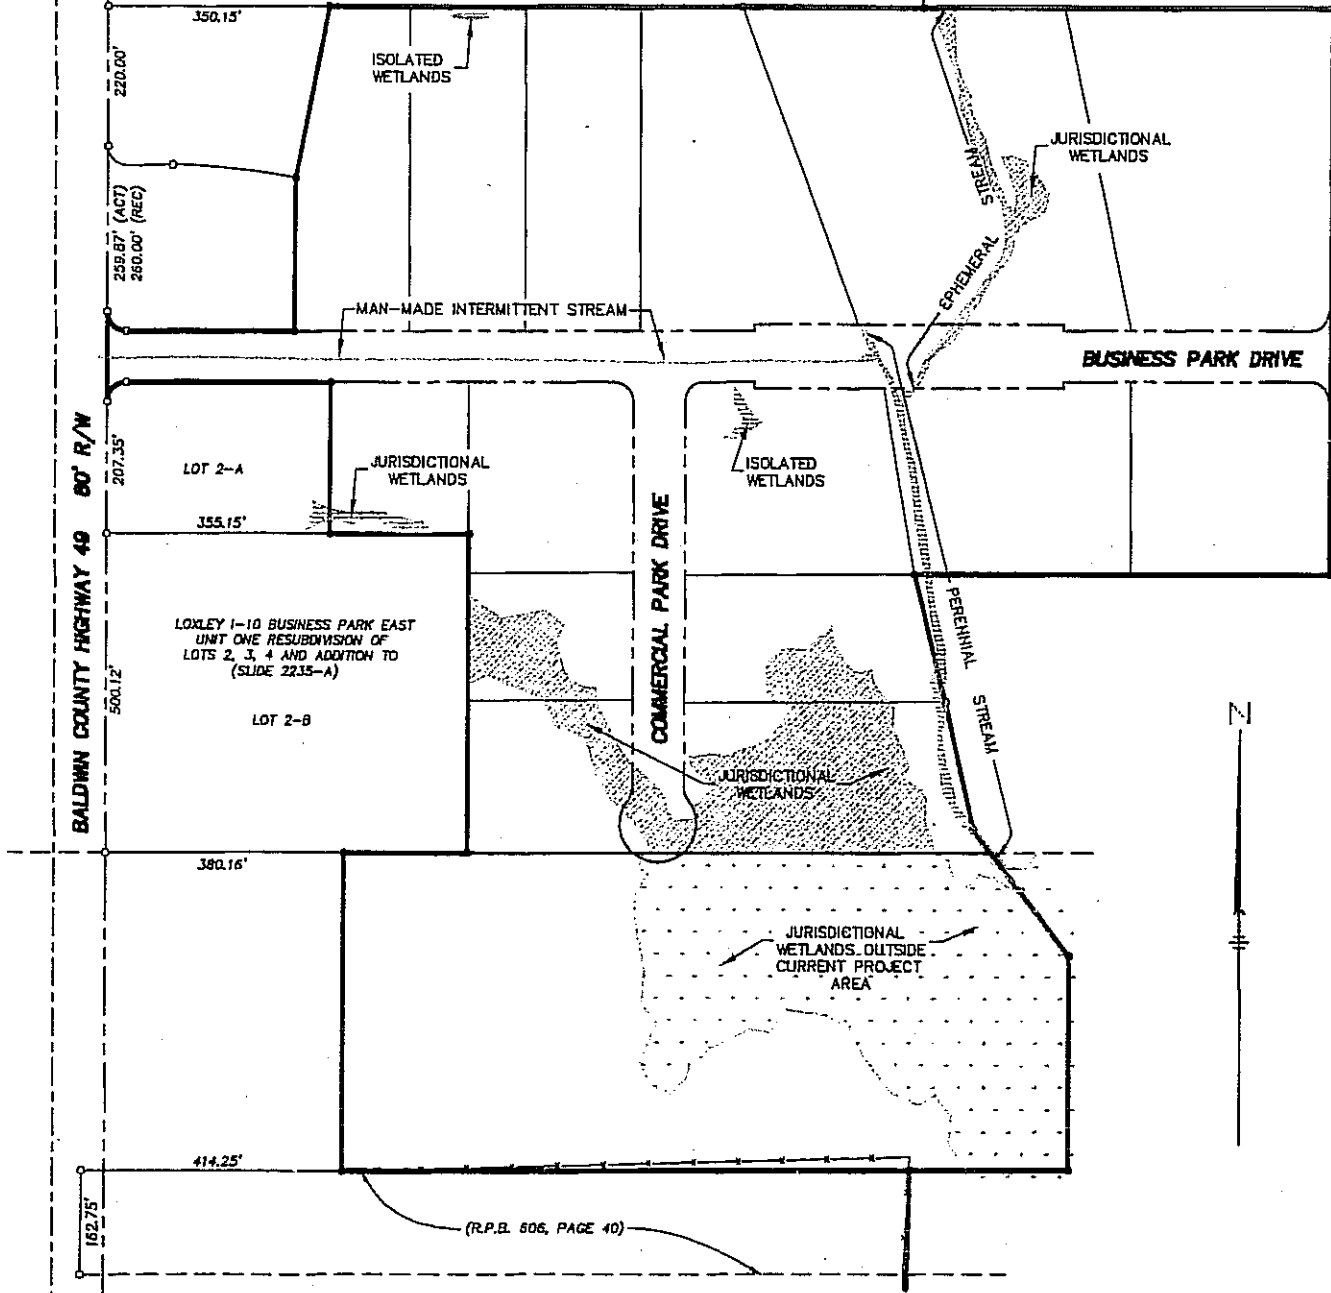 350.15'
220.00'
ISOLATED
WETLANDS
JURISDICTIONAL
WETLANDS
STREAM
EPHEMERAL
259.87' (ACT)
260.00' (REC)
MAN-MADE INTERMITTENT STREAM
BUSINESS PARK DRIVE
BALDWIN COUNTY HIGHWAY 49 80' R/W
207.35'
LOT 2-A
JURISDICTIONAL
WETLANDS
ISOLATED
WETLANDS
355.15'
COMMERCIAL PARK DRIVE
PERENNIAL STREAM
LOXLEY I-10 BUSINESS PARK EAST
UNIT ONE RESUBDIVISION OF
LOTS 2, 3, 4 AND ADDITION TO
(SLIDE 2235-A)
500.12'
LOT 2-B
N
JURISDICTIONAL
WETLANDS
380.16'
JURISDICTIONAL
WETLANDS OUTSIDE
CURRENT PROJECT
AREA
414.25'
162.75'
(R.P.B. 606, PAGE 40)